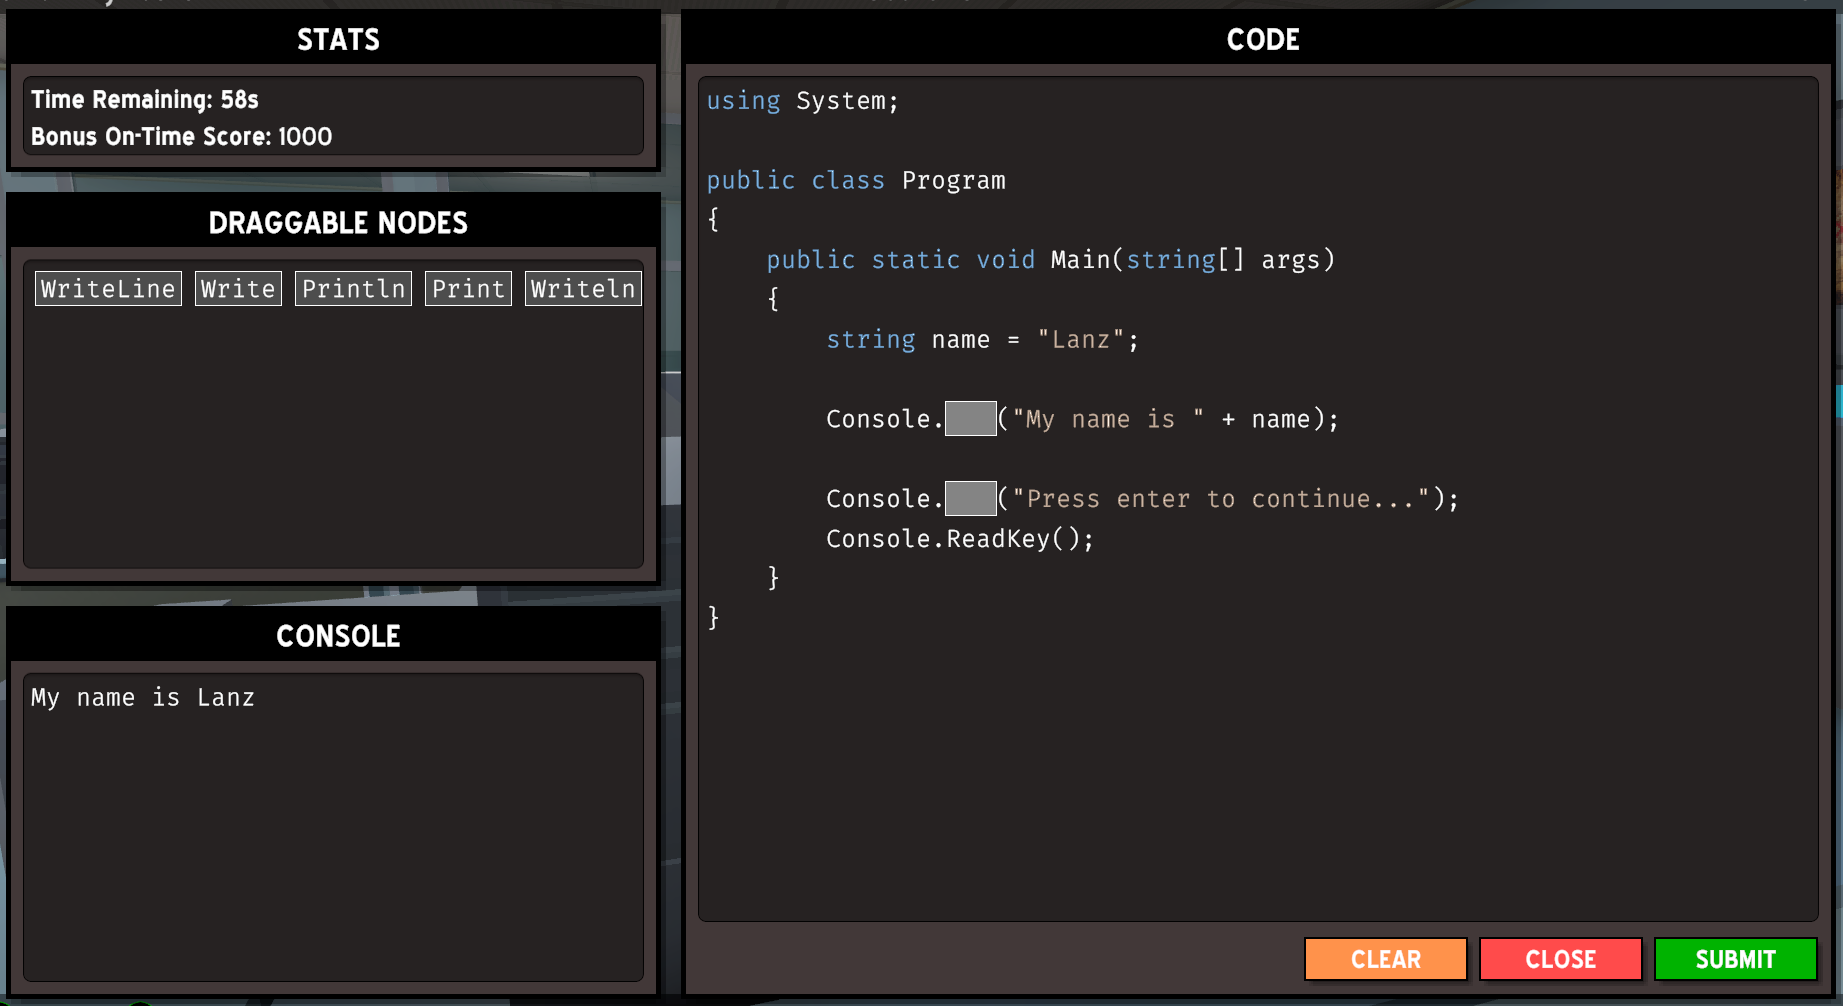 STATS
Time Remaining: 58s
Bonus On-Time Score: 1000
DRAGGABLE NODES
WriteLine Write Println Print Writeln
CONSOLE
My name is Lanz
CODE
using System;
public class Program
{
    public static void Main(string[] args)
    {
        string name = "Lanz";
        Console.("My name is " + name);
        Console.("Press enter to continue...");
        Console.ReadKey();
    }
}
CLEAR CLOSE SUBMIT